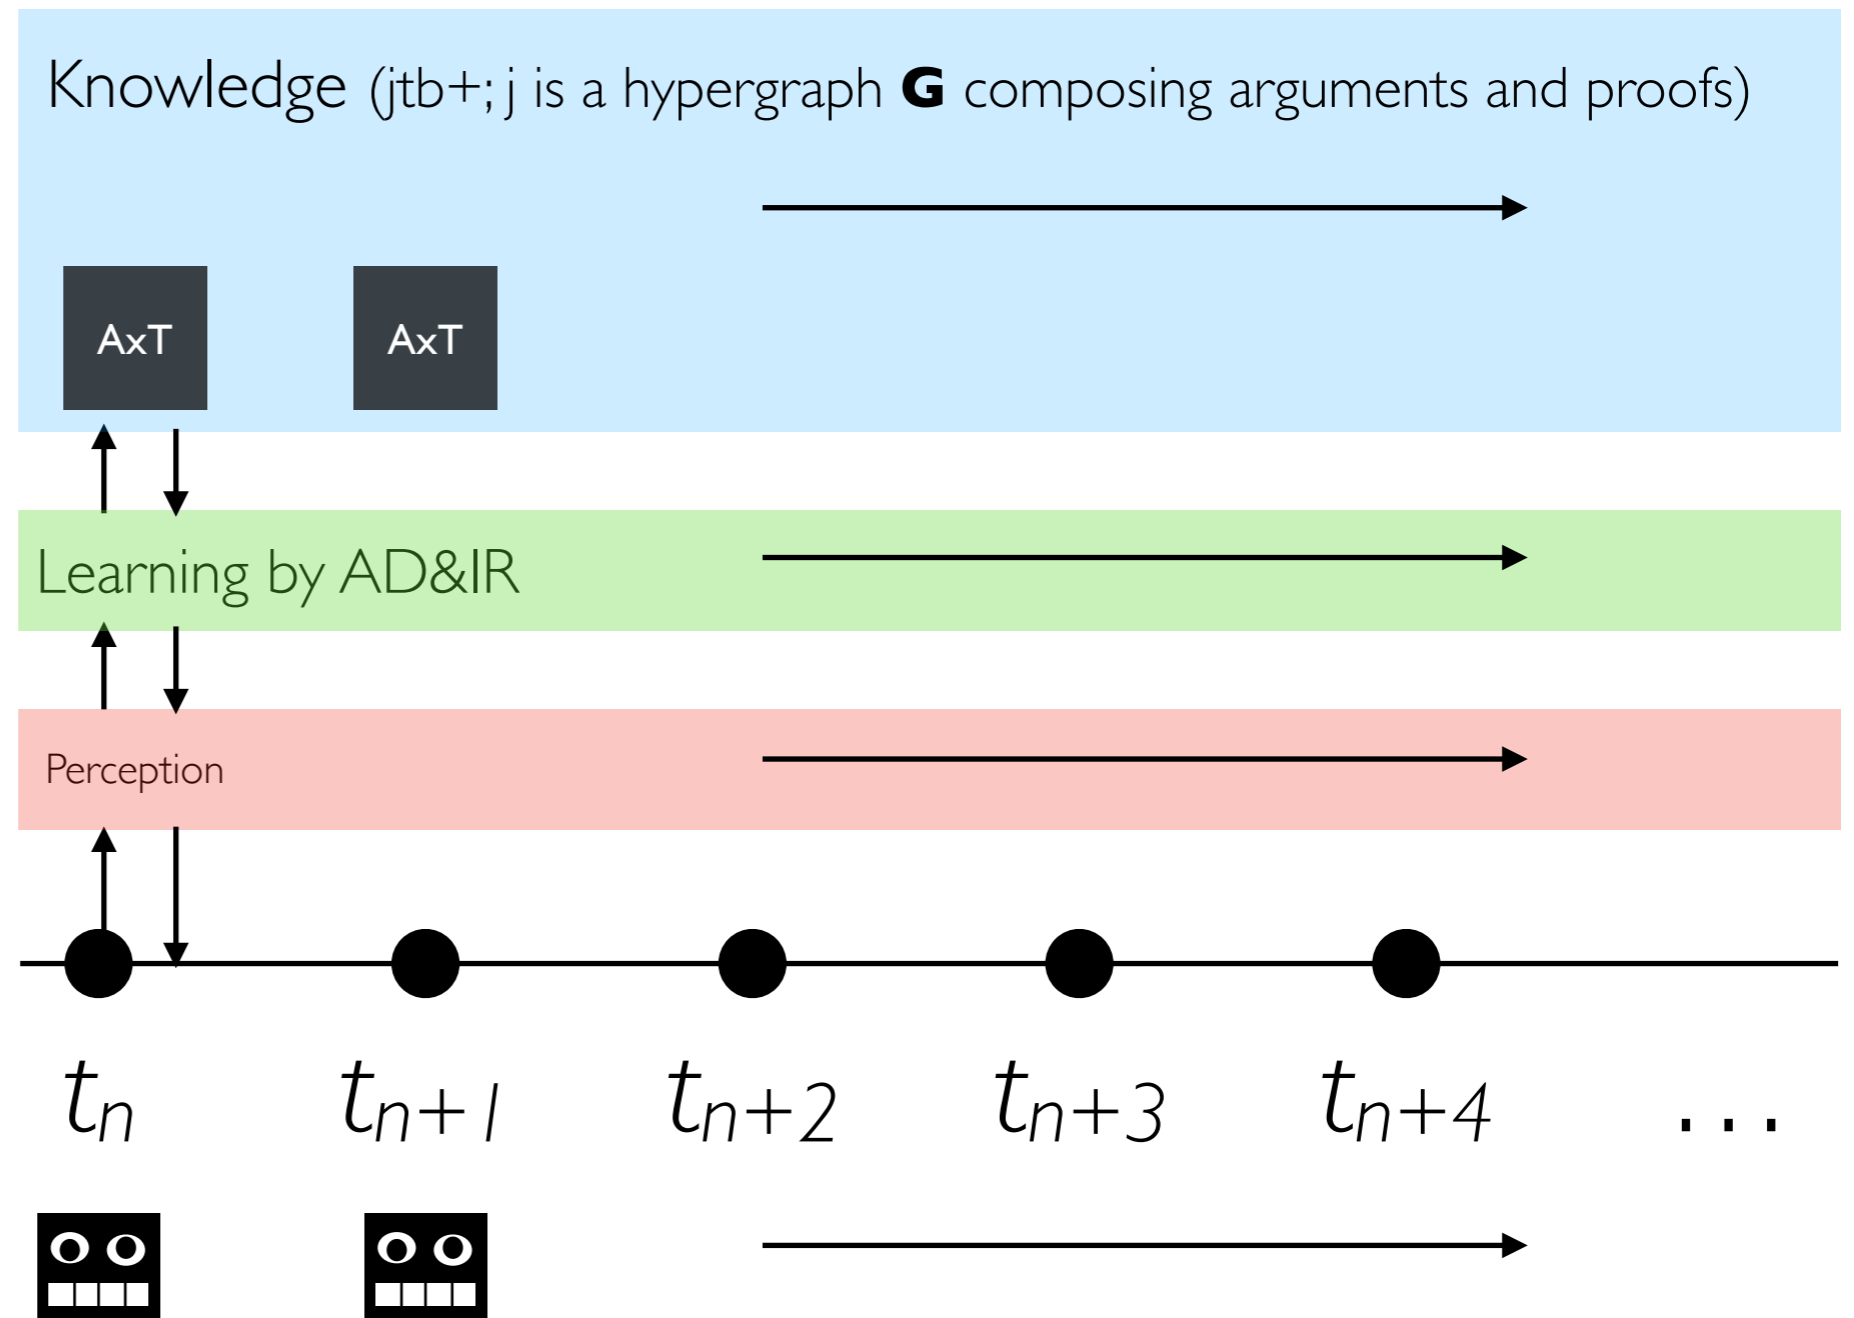 Knowledge (jtb+; j is a hypergraph G composing arguments and proofs)
AxT AxT
Learning by AD&IR
Perception
tn tn+1 tn+2 tn+3 tn+4 ...